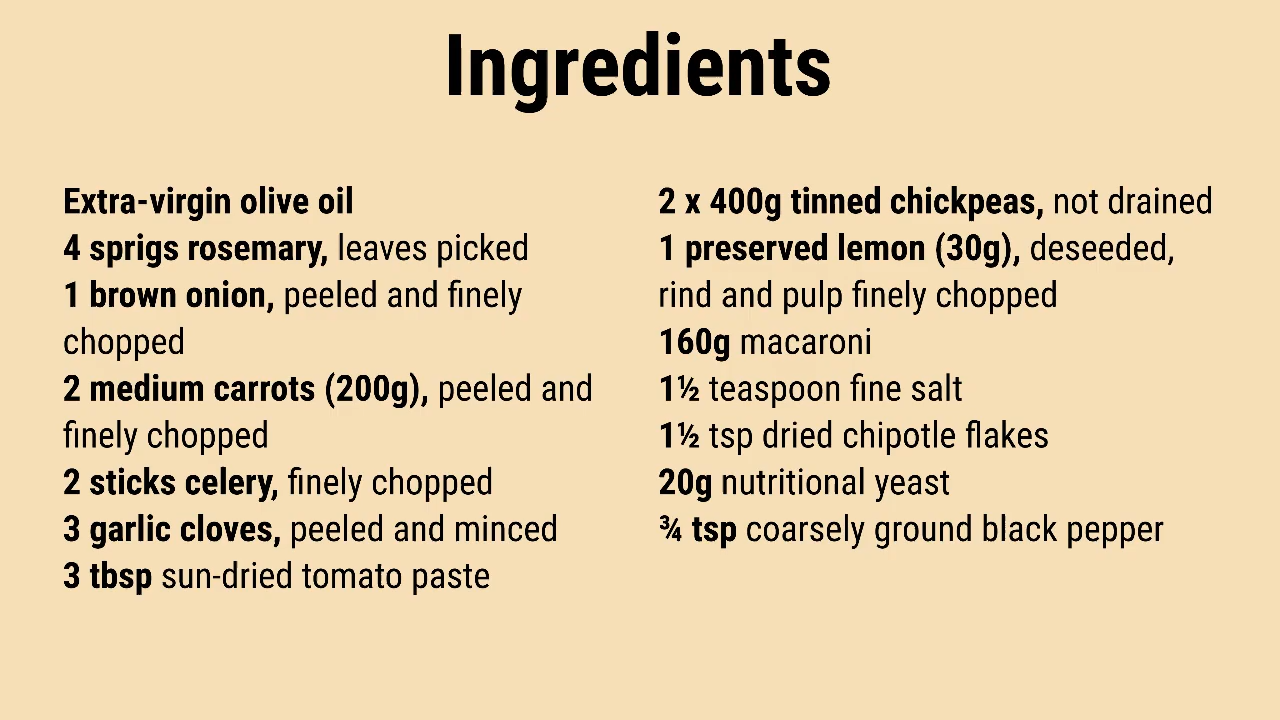 Ingredients
Extra-virgin olive oil
4 sprigs rosemary, leaves picked
1 brown onion, peeled and finely
chopped
2 medium carrots (200g), peeled and
finely chopped
2 sticks celery, finely chopped
3 garlic cloves, peeled and minced
3 tbsp sun-dried tomato paste
2 x 400g tinned chickpeas, not drained
1 preserved lemon (30g), deseeded,
rind and pulp finely chopped
160g macaroni
1½ teaspoon fine salt
1½ tsp dried chipotle flakes
20g nutritional yeast
¾ tsp coarsely ground black pepper